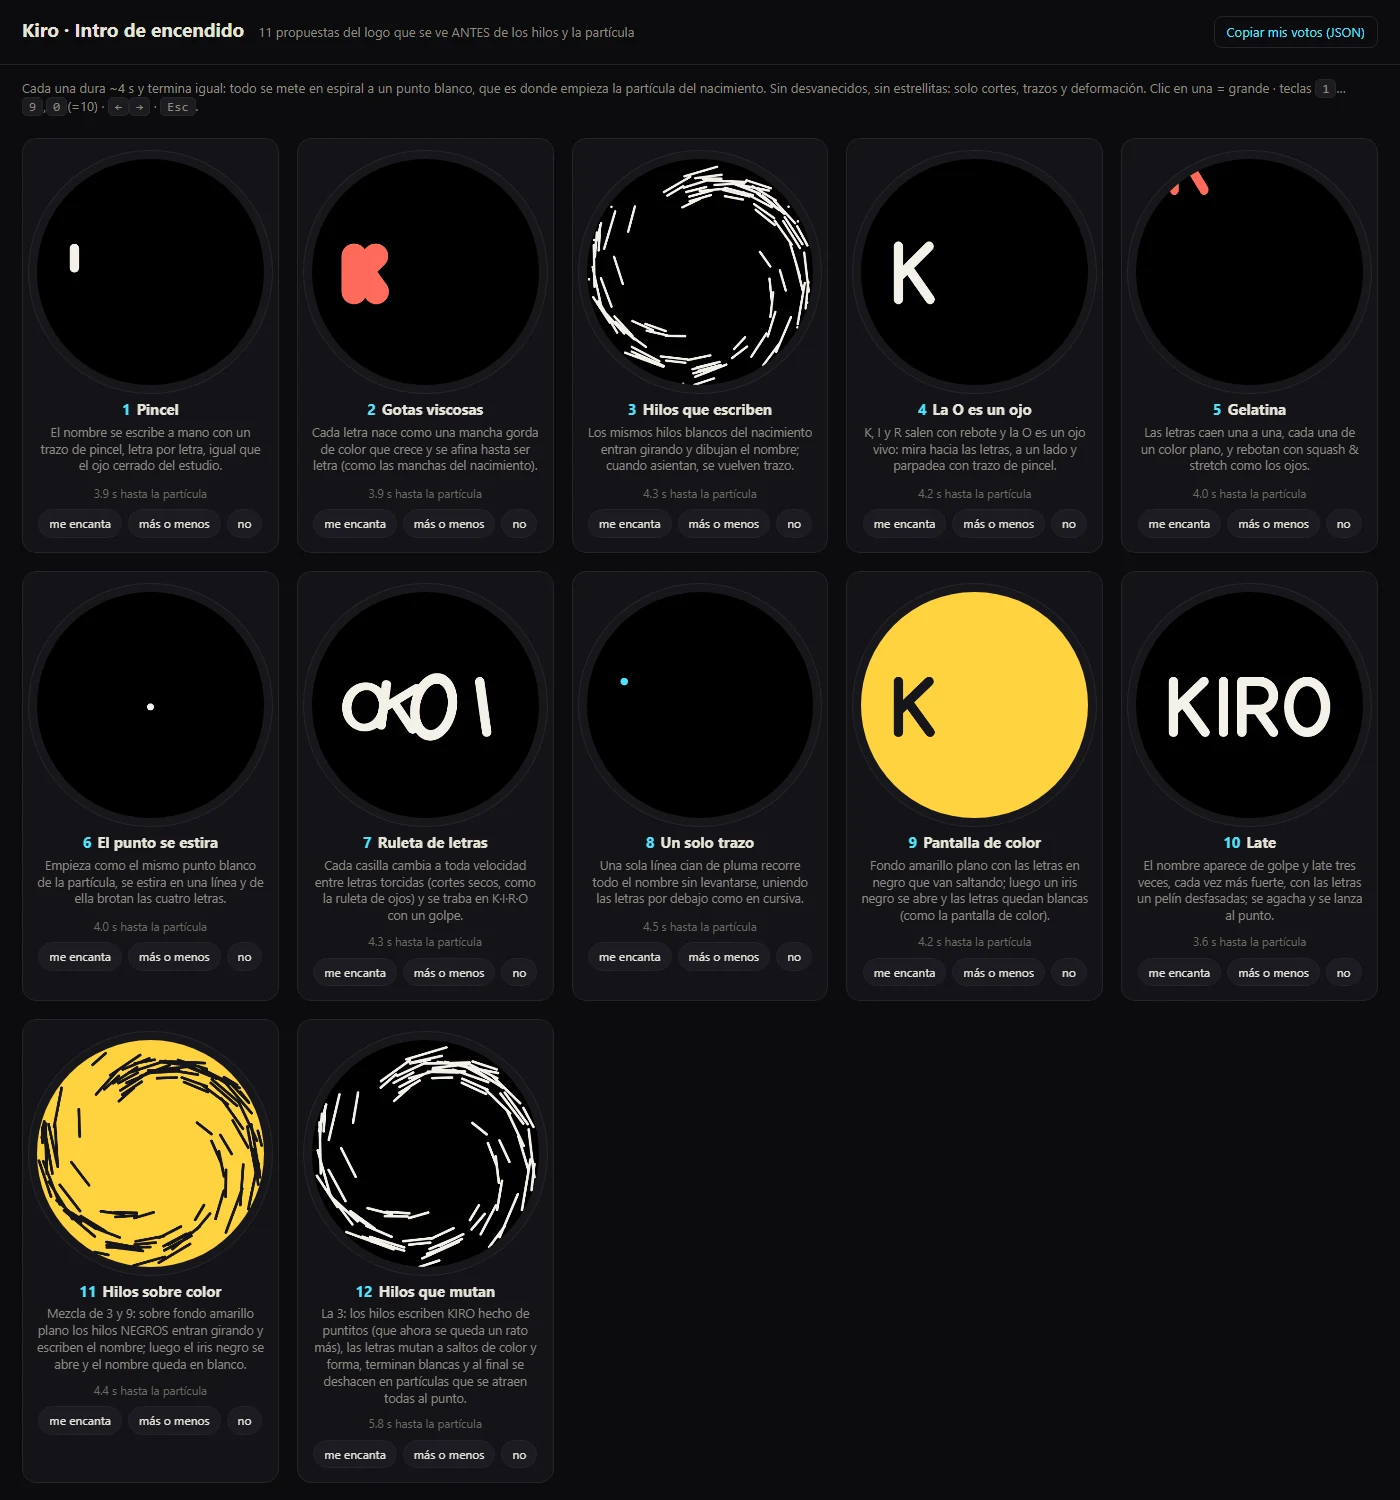 Kiro · Intro de encendido
11 propuestas del logo que se ve ANTES de los hilos y la partícula
Copiar mis votos (JSON)
Cada una dura ~4 s y termina igual: todo se mete en espiral a un punto blanco, que es donde empieza la partícula del nacimiento. Sin desvanecidos, sin estrellitas: solo cortes, trazos y deformación. Clic en una = grande · teclas 1 …
9 , 0 (=10) · ← → · Esc .
K
K
1 Pincel
El nombre se escribe a mano con un
trazo de pincel, letra por letra, igual que
el ojo cerrado del estudio.
3.9 s hasta la partícula
me encanta
más o menos
no
2 Gotas viscosas
Cada letra nace como una mancha gorda
de color que crece y se afina hasta ser
letra (como las manchas del nacimiento).
3.9 s hasta la partícula
me encanta
más o menos
no
3 Hilos que escriben
Los mismos hilos blancos del nacimiento
entran girando y dibujan el nombre;
cuando asientan, se vuelven trazo.
4.3 s hasta la partícula
me encanta
más o menos
no
4 La O es un ojo
K, I y R salen con rebote y la O es un ojo
vivo: mira hacia las letras, a un lado y
parpadea con trazo de pincel.
4.2 s hasta la partícula
me encanta
más o menos
no
5 Gelatina
Las letras caen una a una, cada una de
un color plano, y rebotan con squash &
stretch como los ojos.
4.0 s hasta la partícula
me encanta
más o menos
no
OKO I
K
KIRO
6 El punto se estira
Empieza como el mismo punto blanco
de la partícula, se estira en una línea y de
ella brotan las cuatro letras.
4.0 s hasta la partícula
me encanta
más o menos
no
7 Ruleta de letras
Cada casilla cambia a toda velocidad
entre letras torcidas (cortes secos, como
la ruleta de ojos) y se traba en K·I·R·O
con un golpe.
4.3 s hasta la partícula
me encanta
más o menos
no
8 Un solo trazo
Una sola línea cian de pluma recorre
todo el nombre sin levantarse, uniendo
las letras por debajo como en cursiva.
4.5 s hasta la partícula
me encanta
más o menos
no
9 Pantalla de color
Fondo amarillo plano con las letras en
negro que van saltando; luego un iris
negro se abre y las letras quedan blancas
(como la pantalla de color).
4.2 s hasta la partícula
me encanta
más o menos
no
10 Late
El nombre aparece de golpe y late tres
veces, cada vez más fuerte, con las letras
un pelín desfasadas; se agacha y se lanza
al punto.
3.6 s hasta la partícula
me encanta
más o menos
no
11 Hilos sobre color
Mezcla de 3 y 9: sobre fondo amarillo
plano los hilos NEGROS entran girando y
escriben el nombre; luego el iris negro se
abre y el nombre queda en blanco.
4.4 s hasta la partícula
me encanta
más o menos
no
12 Hilos que mutan
La 3: los hilos escriben KIRO hecho de
puntitos (que ahora se queda un rato
más), las letras mutan a saltos de color y
forma, terminan blancas y al final se
deshacen en partículas que se atraen
todas al punto.
5.8 s hasta la partícula
me encanta
más o menos
no